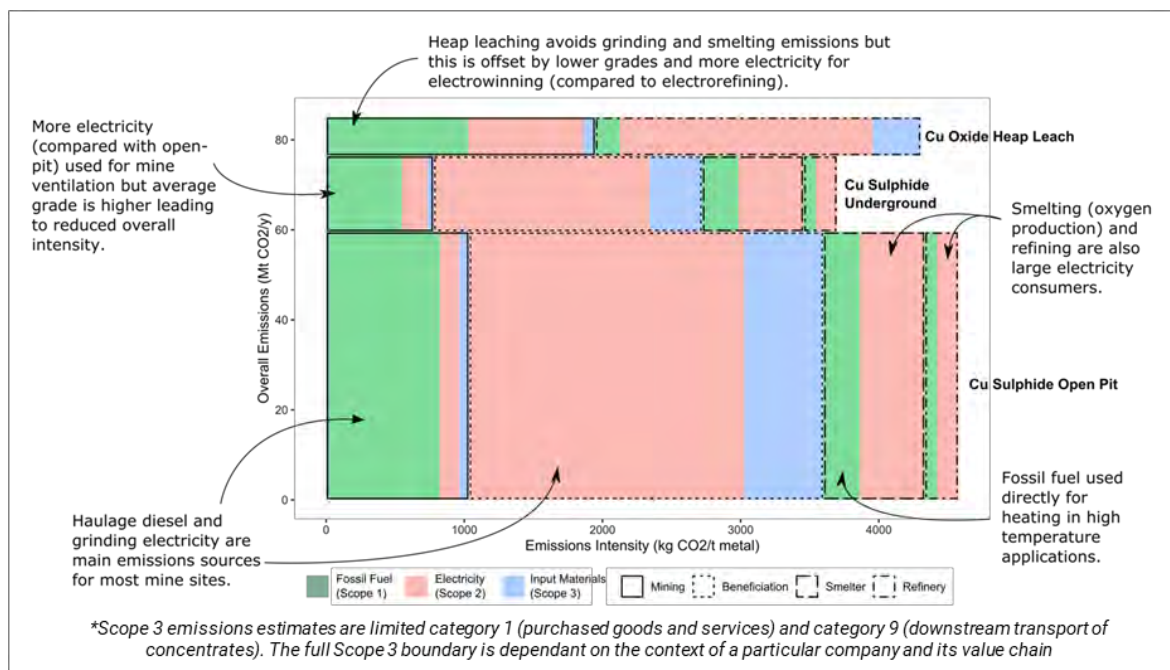 Heap leaching avoids grinding and smelting emissions but
this is offset by lower grades and more electricity for
electrowinning (compared to electrorefining).
More electricity
(compared with open-
pit) used for mine
ventilation but average
grade is higher leading
to reduced overall
intensity.
Cu Oxide Heap Leach
Cu Sulphide
Underground
Smelting (oxygen
production) and
refining are also
large electricity
consumers.
Cu Sulphide Open Pit
Haulage diesel and
grinding electricity are
main emissions sources
for most mine sites.
Fossil fuel used
directly for
heating in high
temperature
applications.
Overall Emissions (Mt CO2/y)
80
60
40
20
0
0 1000 2000 3000 4000
Emissions Intensity (kg CO2/t metal)
Fossil Fuel
(Scope 1)
Electricity
(Scope 2)
Input Materials
(Scope 3)
Mining Beneficiation Smelter Refinery
*Scope 3 emissions estimates are limited category 1 (purchased goods and services) and category 9 (downstream transport of
concentrates). The full Scope 3 boundary is dependant on the context of a particular company and its value chain